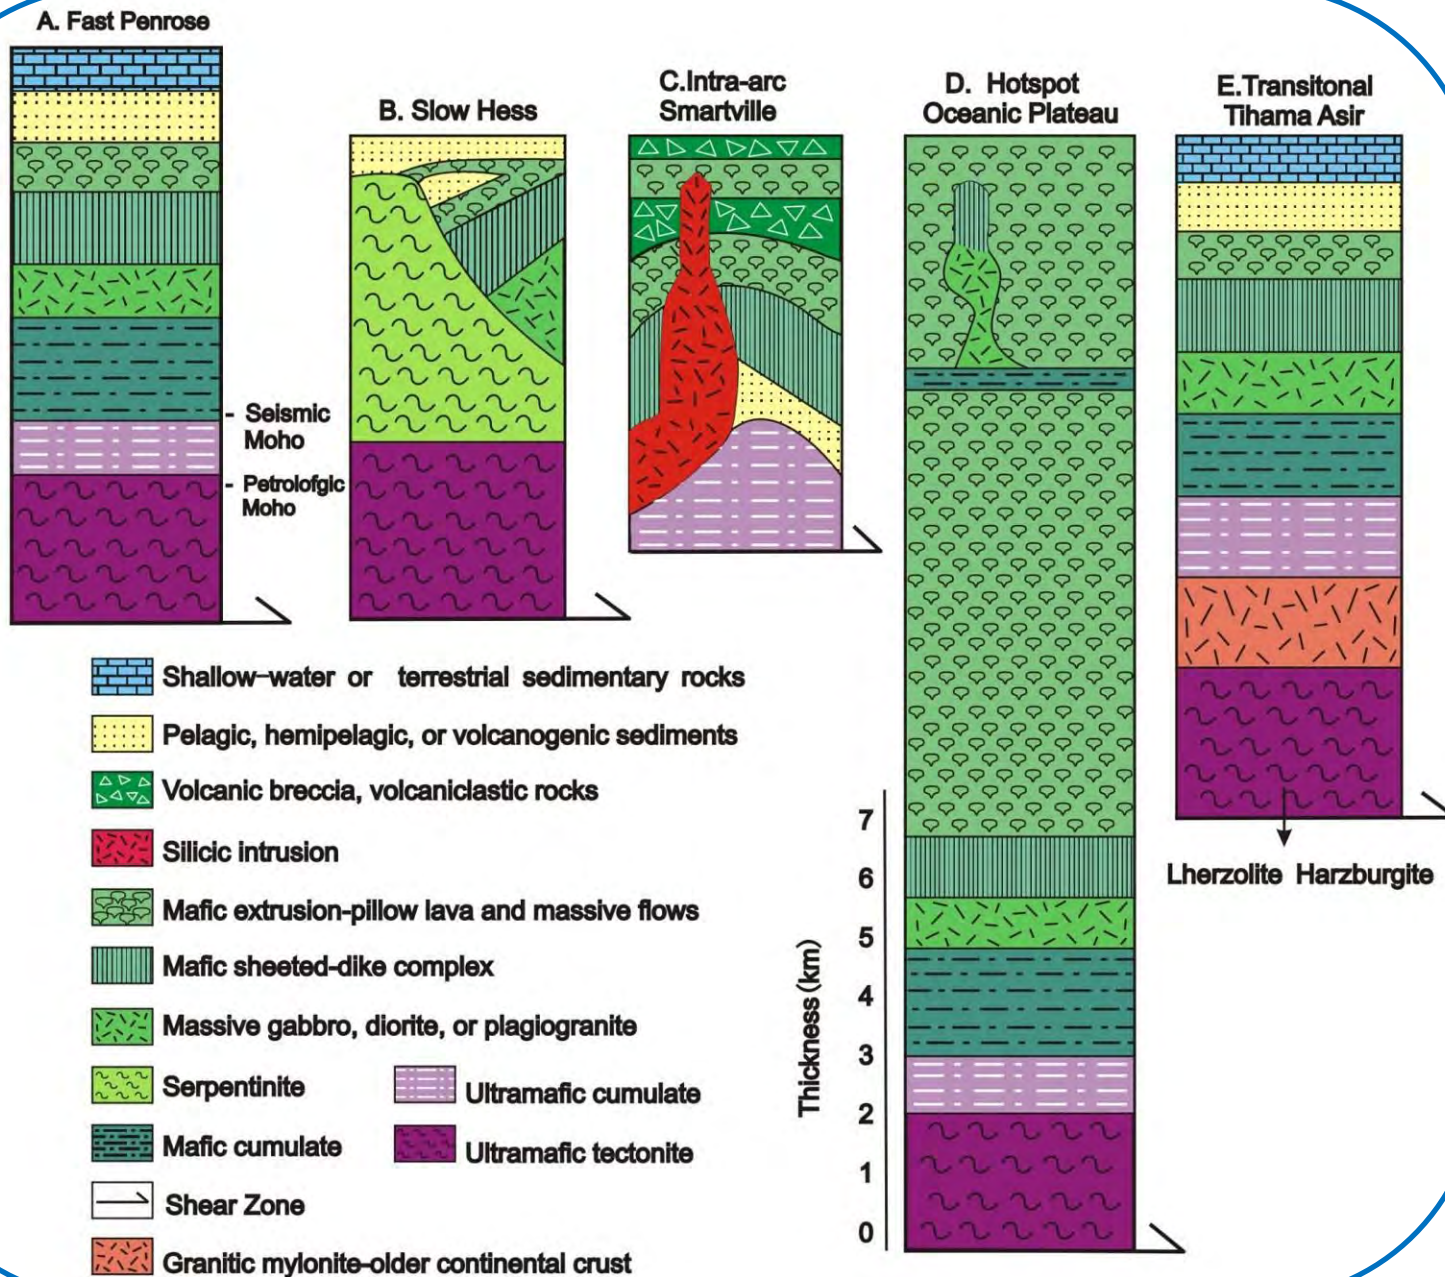 A. Fast Penrose
B. Slow Hess
C.Intra-arc
Smartville
D. Hotspot
Oceanic Plateau
E.Transitonal
Tihama Asir
- Seismic
Moho
- Petrolofgic
Moho
Shallow-water or terrestrial sedimentary rocks
Pelagic, hemipelagic, or volcanogenic sediments
Volcanic breccia, volcaniclastic rocks
Silicic intrusion
Mafic extrusion-pillow lava and massive flows
Mafic sheeted-dike complex
Massive gabbro, diorite, or plagiogranite
Serpentinite
Ultramafic cumulate
Mafic cumulate
Ultramafic tectonite
Shear Zone
Granitic mylonite-older continental crust
Thickness (km)
7
6
5
4
3
2
1
0
Lherzolite Harzburgite